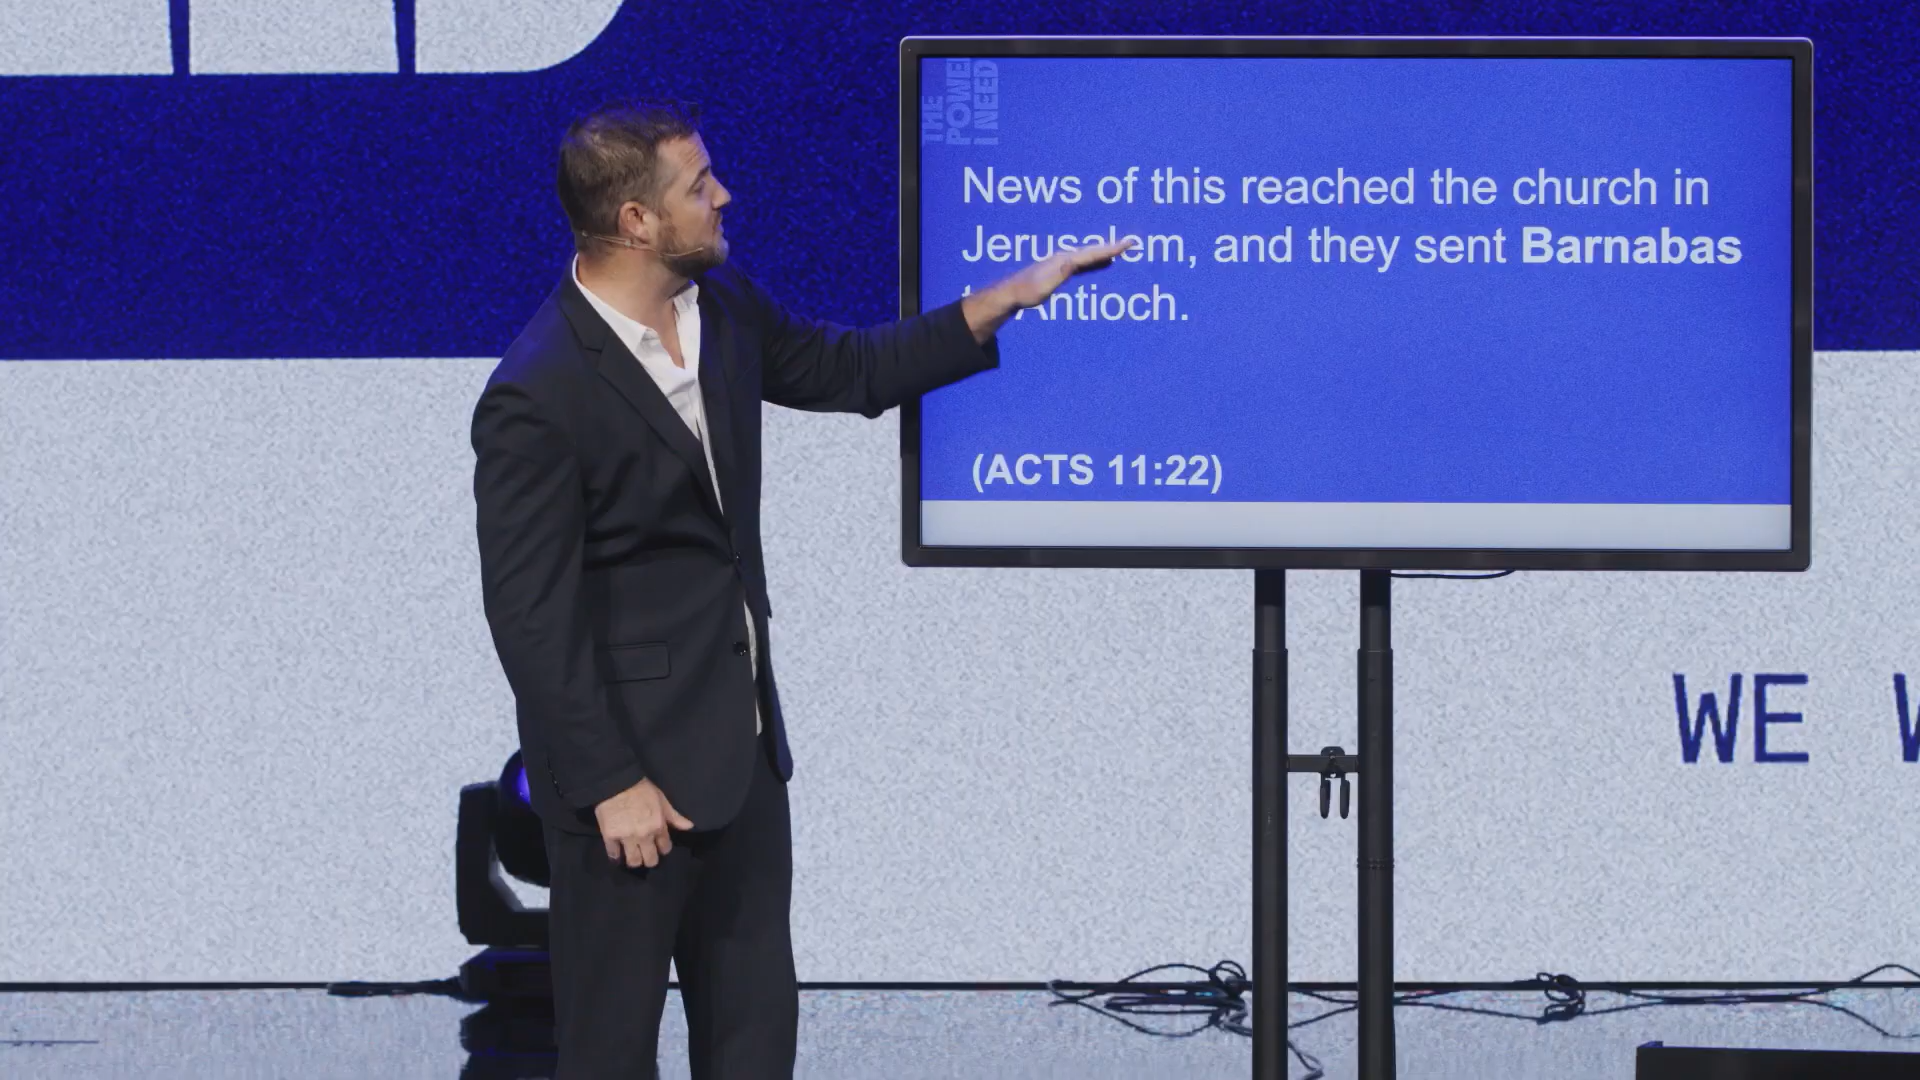 THE
POWER
I NEED
News of this reached the church in
Jerusalem, and they sent Barnabas
Antioch.
(ACTS 11:22)
WE